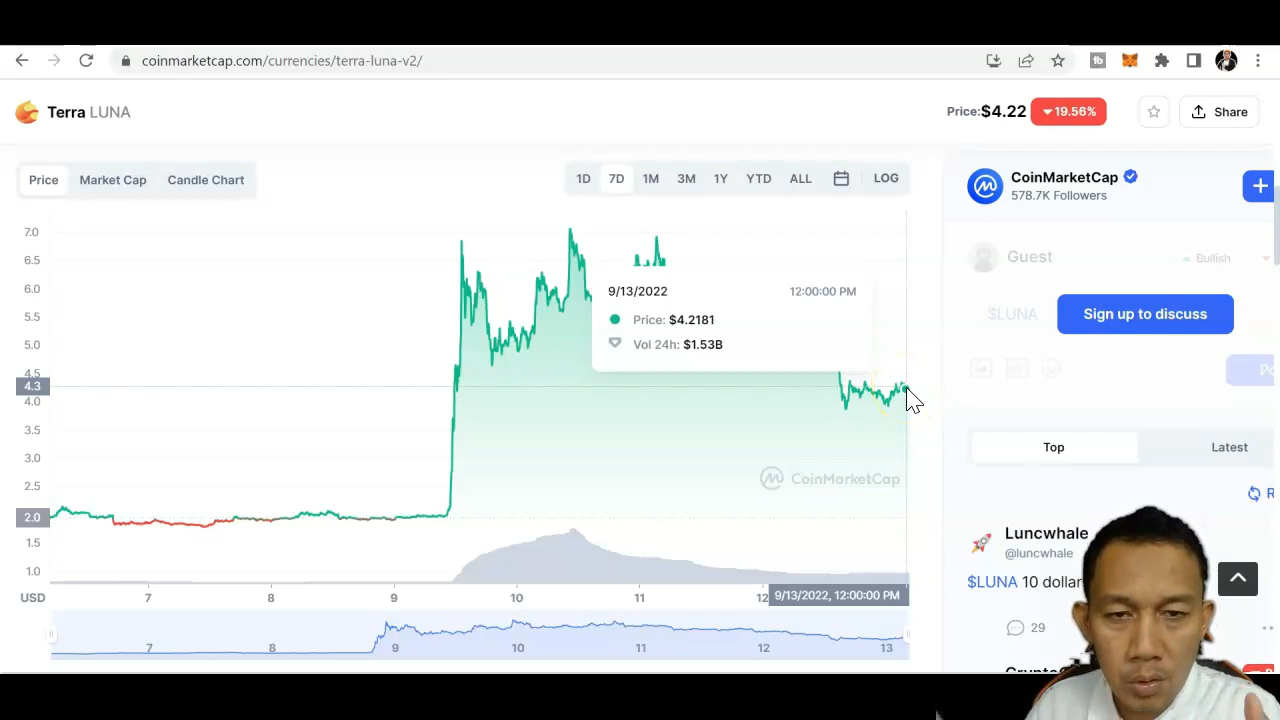 coinmarketcap.com/currencies/terra-luna-v2/
Terra LUNA
Price:$4.22 19.56%
Share
Price Market Cap Candle Chart
1D 7D 1M 3M 1Y YTD ALL LOG
CoinMarketCap
578.7K Followers
7.0
6.5
6.0
5.5
5.0
4.5
4.3
4.0
3.5
3.0
2.5
2.0
1.5
1.0
9/13/2022 12:00:00 PM
Price: $4.2181
Vol 24h: $1.53B
CoinMarketCap
USD 7 8 9 10 11 12 9/13/2022, 12:00:00 PM
7 8 9 10 11 12 13
Guest Bullish
$LUNA Sign up to discuss
Top Latest
Luncwhale
@luncwhale
$LUNA 10 dollar
29